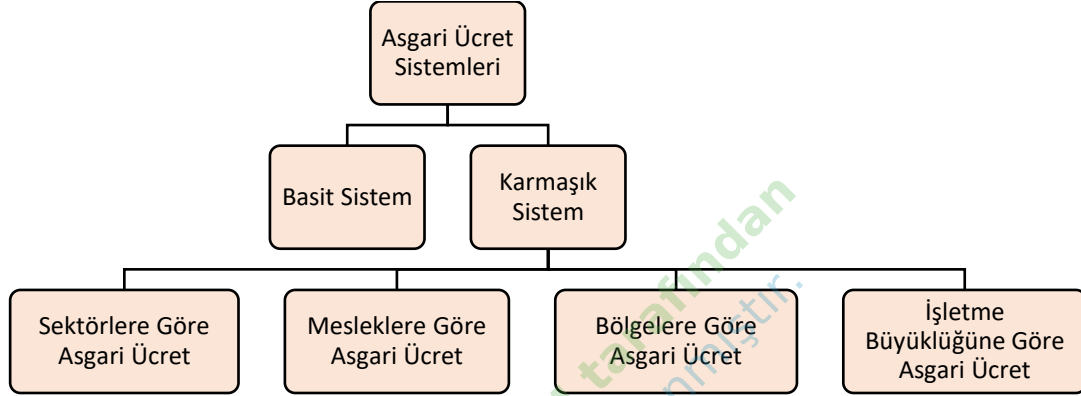 Asgari Ücret
Sistemleri
Basit Sistem
Karmaşık
Sistem
Sektörlere Göre
Asgari Ücret
Mesleklere Göre
Asgari Ücret
Bölgelere Göre
Asgari Ücret
İşletme
Büyüklüğüne Göre
Asgari Ücret
tarafından